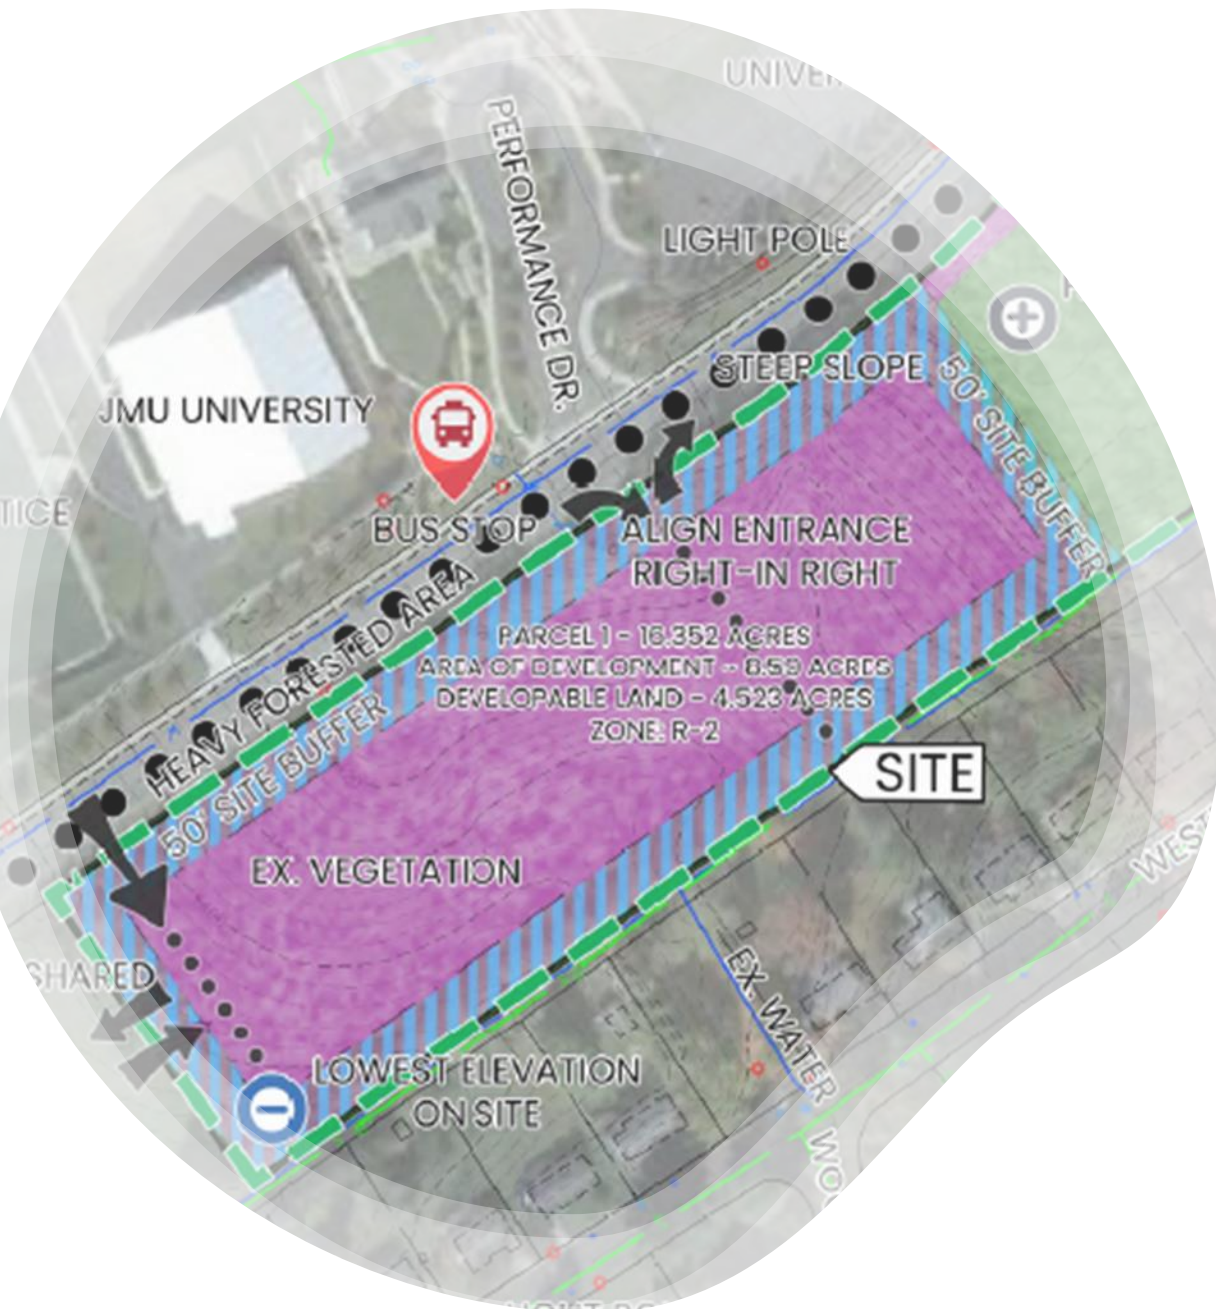 PERFORMANCE DR.
LIGHT POLE
STEEP SLOPE
50' SITE BUFFER
JMU UNIVERSITY
BUS STOP
ALIGN ENTRANCE
RIGHT-IN RIGHT
HEAVY FORESTED AREA
50' SITE BUFFER
PARCEL 1 - 16.352 ACRES
AREA OF DEVELOPMENT - 8.59 ACRES
DEVELOPABLE LAND - 4.523 ACRES
ZONE: R-2
SITE
EX. VEGETATION
SHARED
EX. WATER
LOWEST ELEVATION
ON SITE